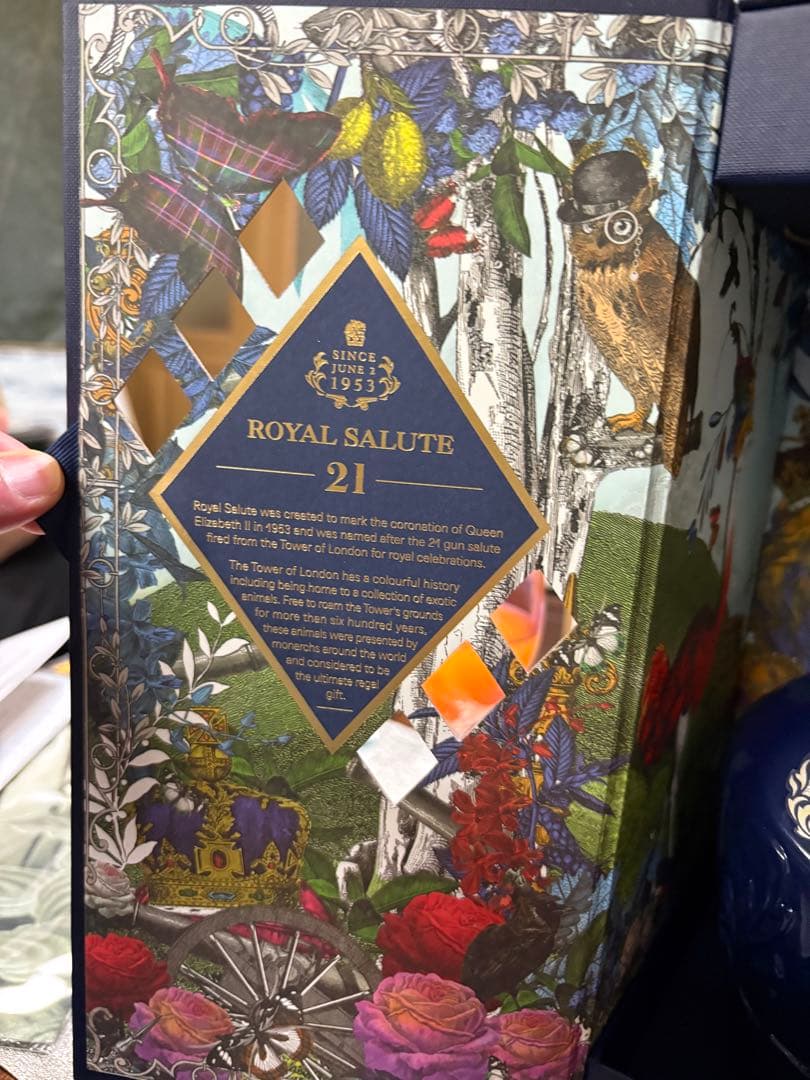 SINCE
JUNE 2
1953
ROYAL SALUTE
21
Royal Salute was created to mark the coronation of Queen
Elizabeth II in 1953 and was named after the 21 gun salute
fired from the Tower of London for royal celebrations.
The Tower of London has a colourful history
including being home to a collection of exotic
animals. Free to roam the Tower's grounds
for more than six hundred years,
these animals were presented by
monarchs around the world
and considered to be
the ultimate regal
gift.